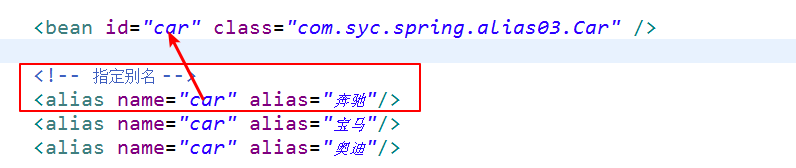 <bean id="car" class="com.syc.spring.alias03.Car" />
<!-- 指定别名 -->
<alias name="car" alias="奔驰"/>
<alias name="car" alias="宝马"/>
<alias name="car" alias="奥迪"/>